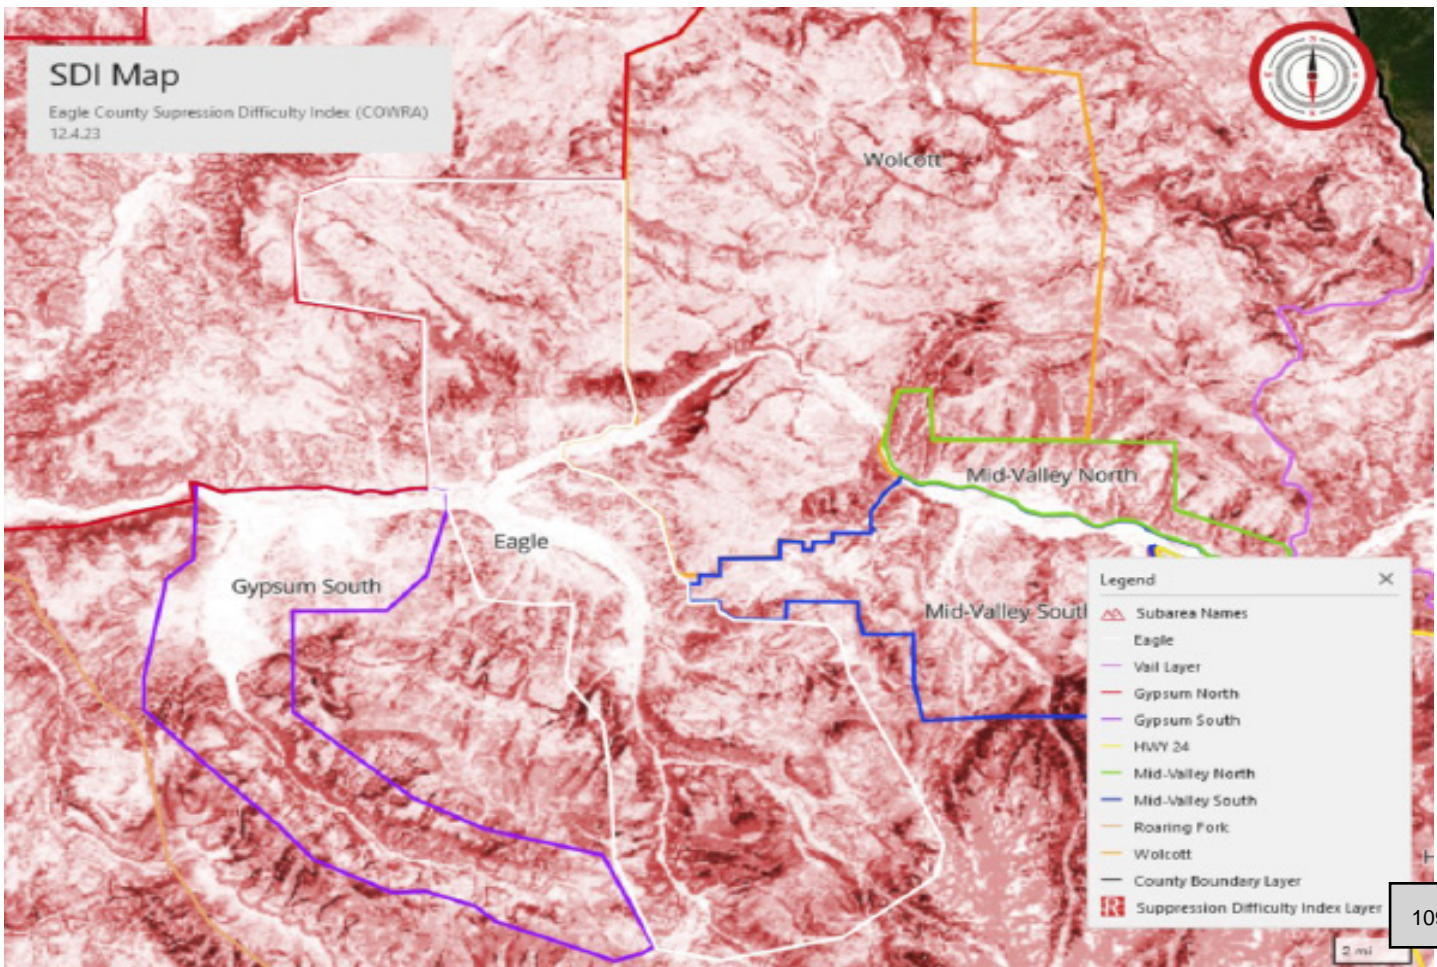 SDI Map
Eagle County Supression Difficulty Index (COWRA)
12.4.23
Wolcott
Mid-Valley North
Eagle
Gypsum South
Mid-Valley South
Legend
Subarea Names
Eagle
Vail Layer
Gypsum North
Gypsum South
HWY 24
Mid-Valley North
Mid-Valley South
Roaring Fork
Wolcott
County Boundary Layer
Suppression Difficulty Index Layer
109
2 mi